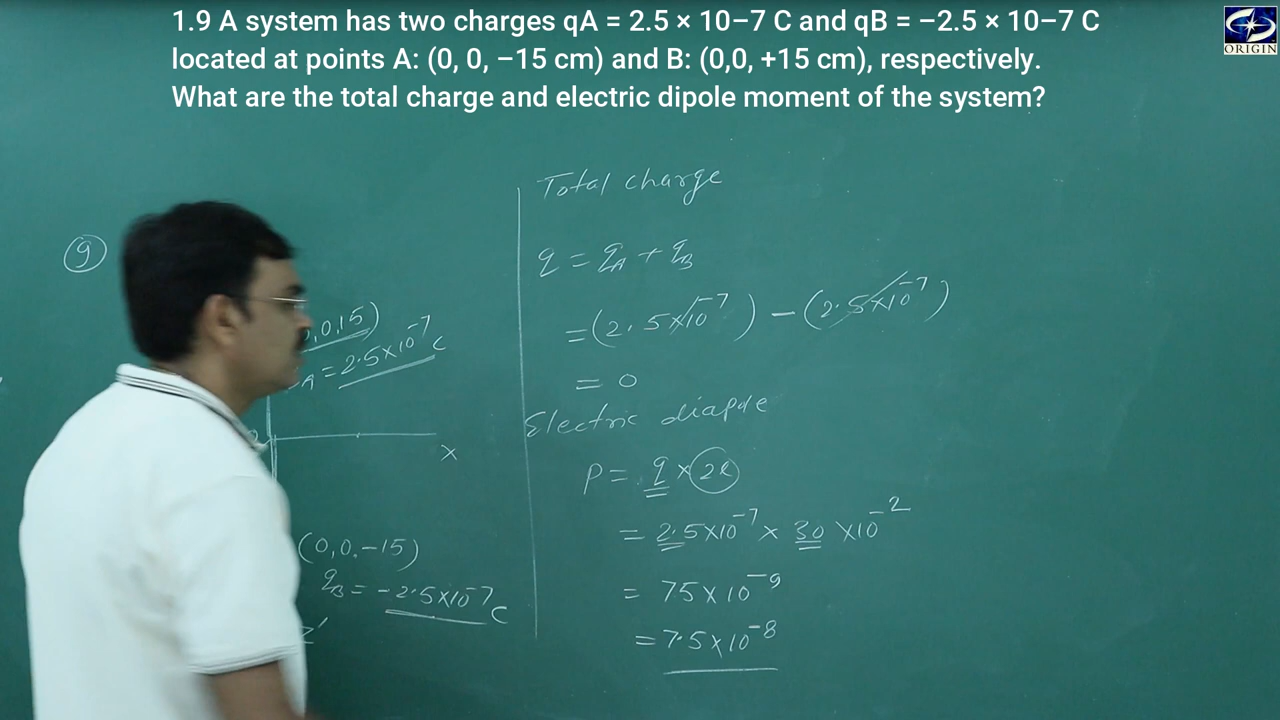 1.9 A system has two charges qA = 2.5 × 10–7 C and qB = –2.5 × 10–7 C
located at points A: (0, 0, –15 cm) and B: (0,0, +15 cm), respectively.
What are the total charge and electric dipole moment of the system?
ORIGIN
9
,0,15)
A = 2.5×10⁻⁷ C
X
(0,0.-15)
q_B = -2.5×10⁻⁷ C
Z'
Total charge
q = q_A + q_B
= (2.5×10⁻⁷) - (2.5×10⁻⁷)
= 0
Electric diapole
P = q × 2l
= 2.5×10⁻⁷ × 30 ×10⁻²
= 75×10⁻⁹
= 7.5×10⁻⁸